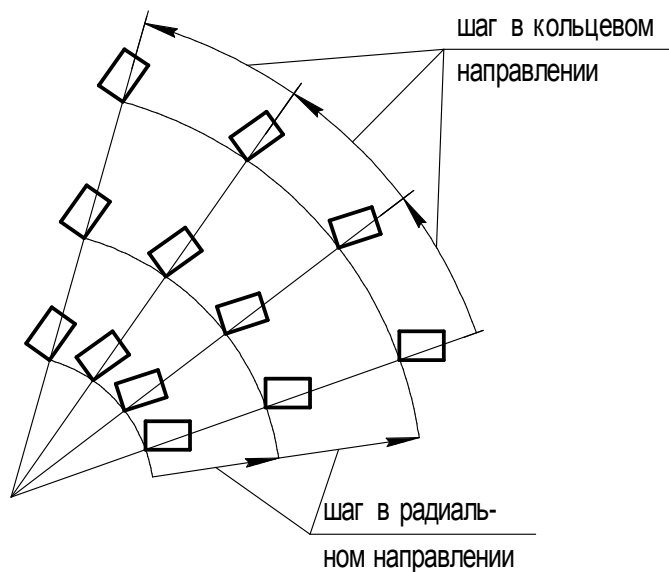 шаг в кольцевом
направлении
шаг в радиаль-
ном направлении